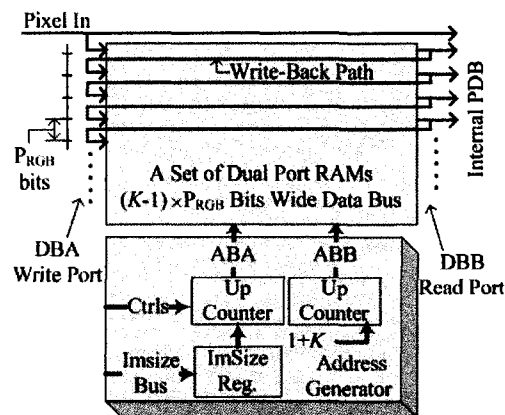 Pixel In
Write-Back Path
Internal PDB
P_RGB
bits
A Set of Dual Port RAMs
(K-1) ×P_RGB Bits Wide Data Bus
DBA
Write Port
ABA
ABB
DBB
Read Port
Up
Counter
Up
Counter
Ctrls
1+K
Imsize
Bus
ImSize
Reg.
Address
Generator